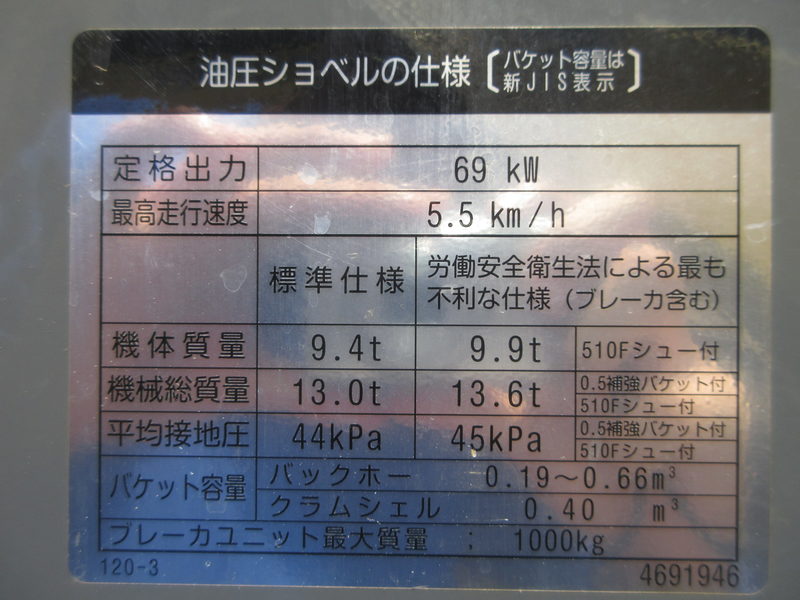 油圧ショベルの仕様〔バケット容量は
新JIS表示〕
定格出力 69 kW
最高走行速度 5.5 km/h
標準仕様 労働安全衛生法による最も
不利な仕様（ブレーカ含む）
機体質量 9.4t 9.9t 510Fシュー付
機械総質量 13.0t 13.6t 0.5補強バケット付
510Fシュー付
平均接地圧 44kPa 45kPa 0.5補強バケット付
510Fシュー付
バケット容量 バックホー 0.19～0.66m³
クラムシェル 0.40 m³
ブレーカユニット最大質量 ； 1000kg
120-3 4691946